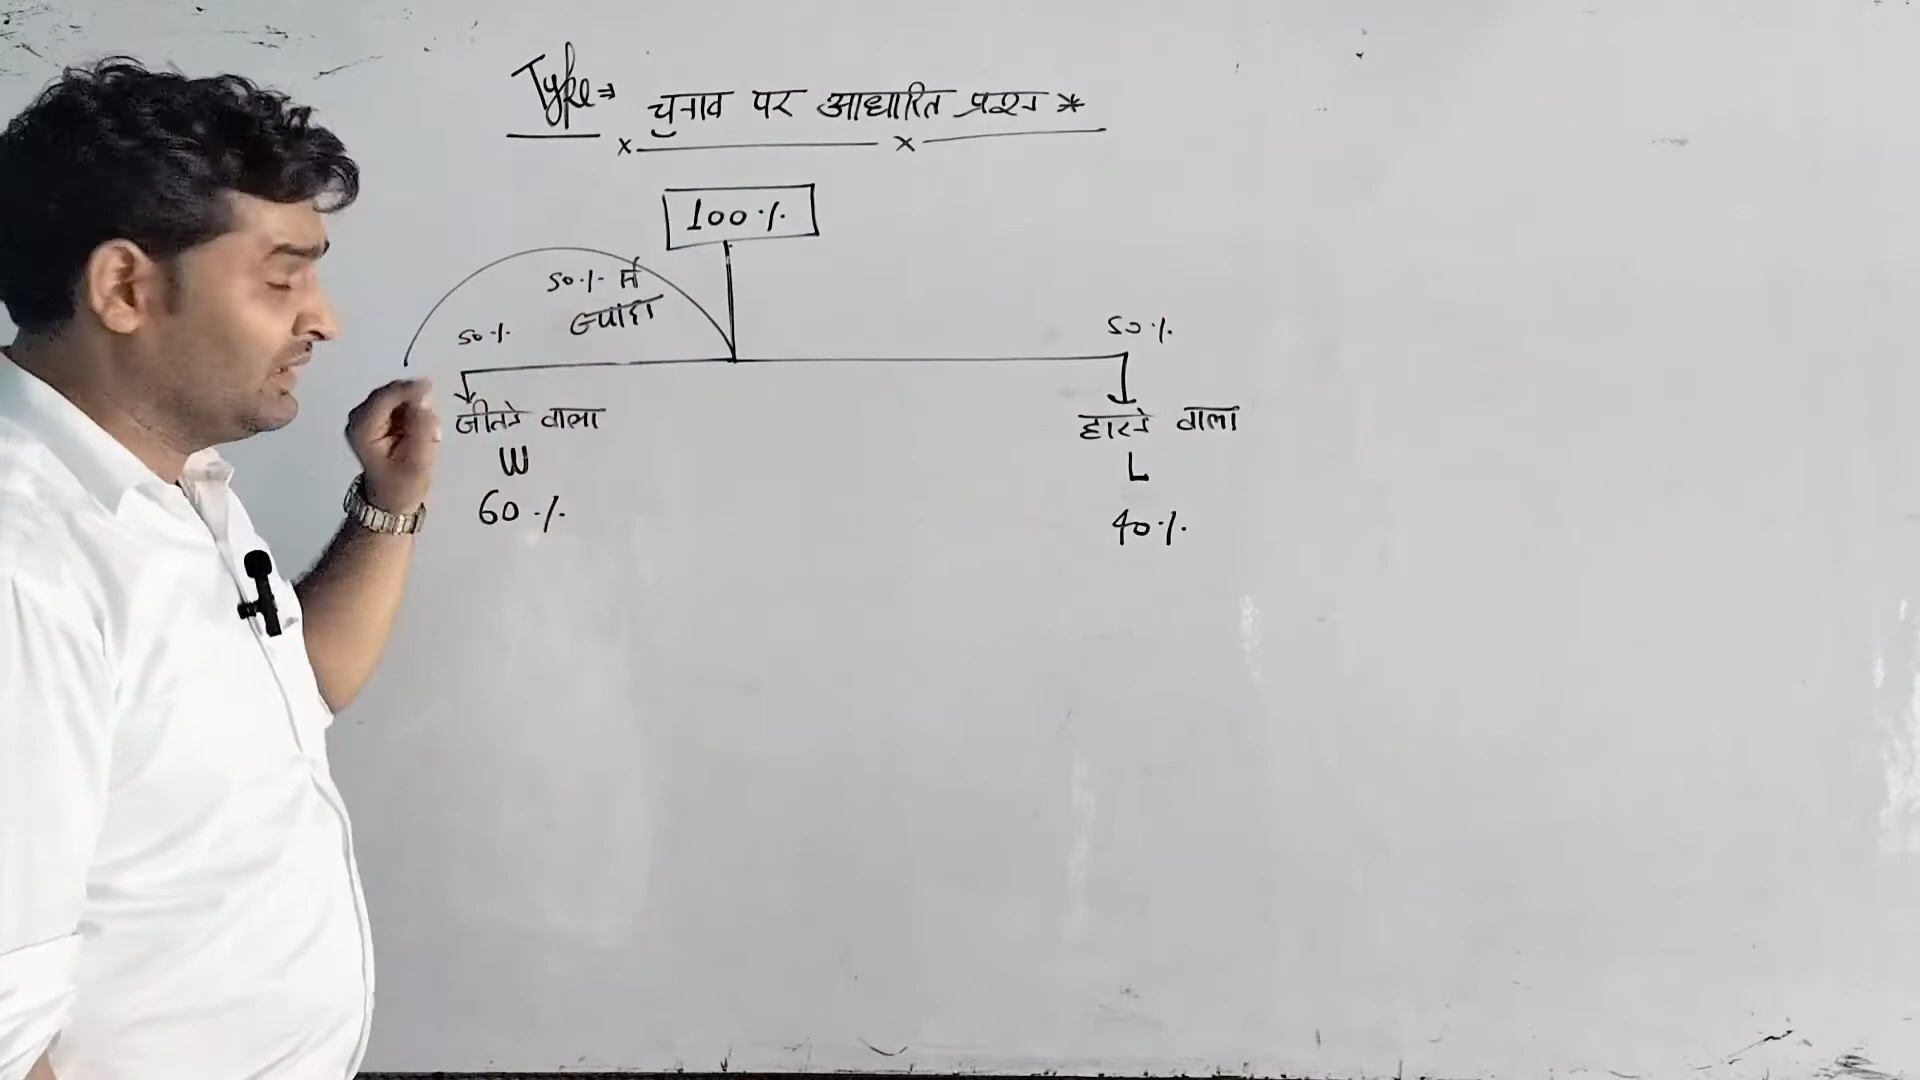 Type ⇒ चुनाव पर आधारित प्रश्न *
100%
50% से
ज्यादा
50%
50%
जीतने वाला
हारने वाला
W
L
60%
40%